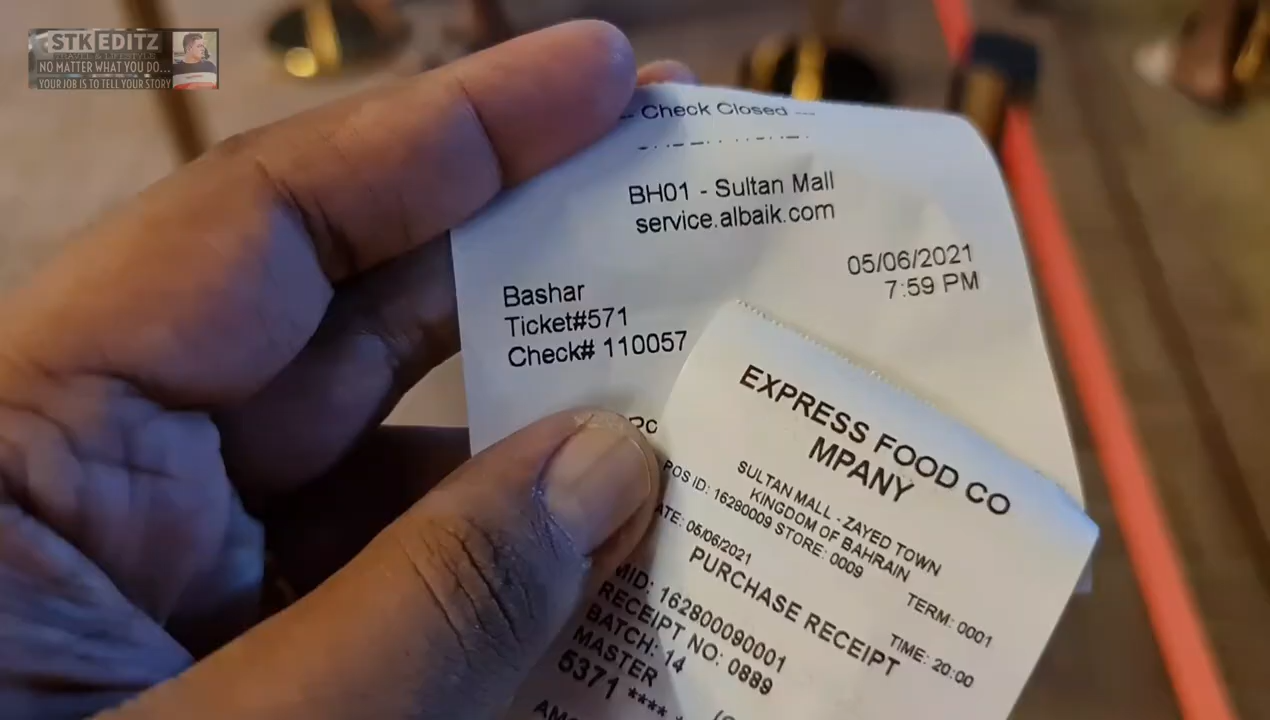 STK EDITZ
TRAVEL & LIFESTYLE
NO MATTER WHAT YOU DO...
YOUR JOB IS TO TELL YOUR STORY
-- Check Closed ---
BH01 - Sultan Mall
service.albaik.com
05/06/2021
7:59 PM
Bashar
Ticket#571
Check# 110057
PC
EXPRESS FOOD CO
MPANY
SULTAN MALL - ZAYED TOWN
KINGDOM OF BAHRAIN
POS ID: 16280009 STORE: 0009
TERM: 0001
ATE: 05/06/2021
TIME: 20:00
PURCHASE RECEIPT
MID: 162800090001
RECEIPT NO: 0889
BATCH: 14
MASTER
5371 ****